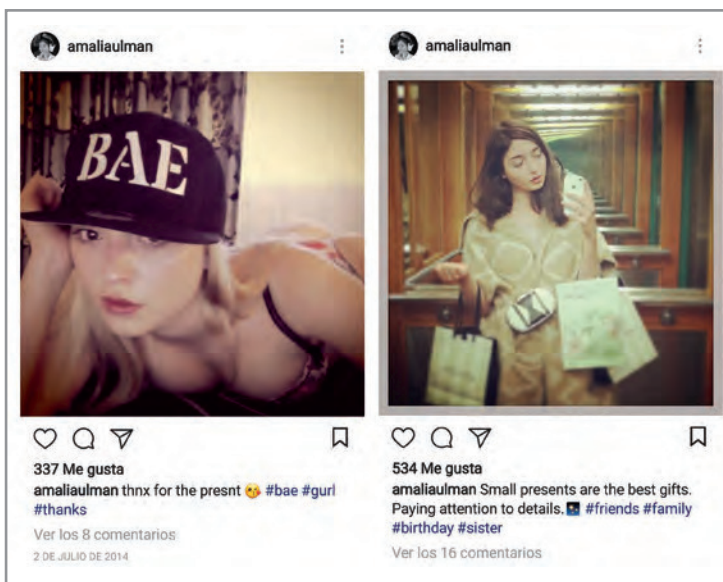 amaliaulman
BAE
337 Me gusta
amaliaulman thnx for the presnt 😘 #bae #gurl
#thanks
Ver los 8 comentarios
2 DE JULIO DE 2014
amaliaulman
534 Me gusta
amaliaulman Small presents are the best gifts.
Paying attention to details. #friends #family
#birthday #sister
Ver los 16 comentarios